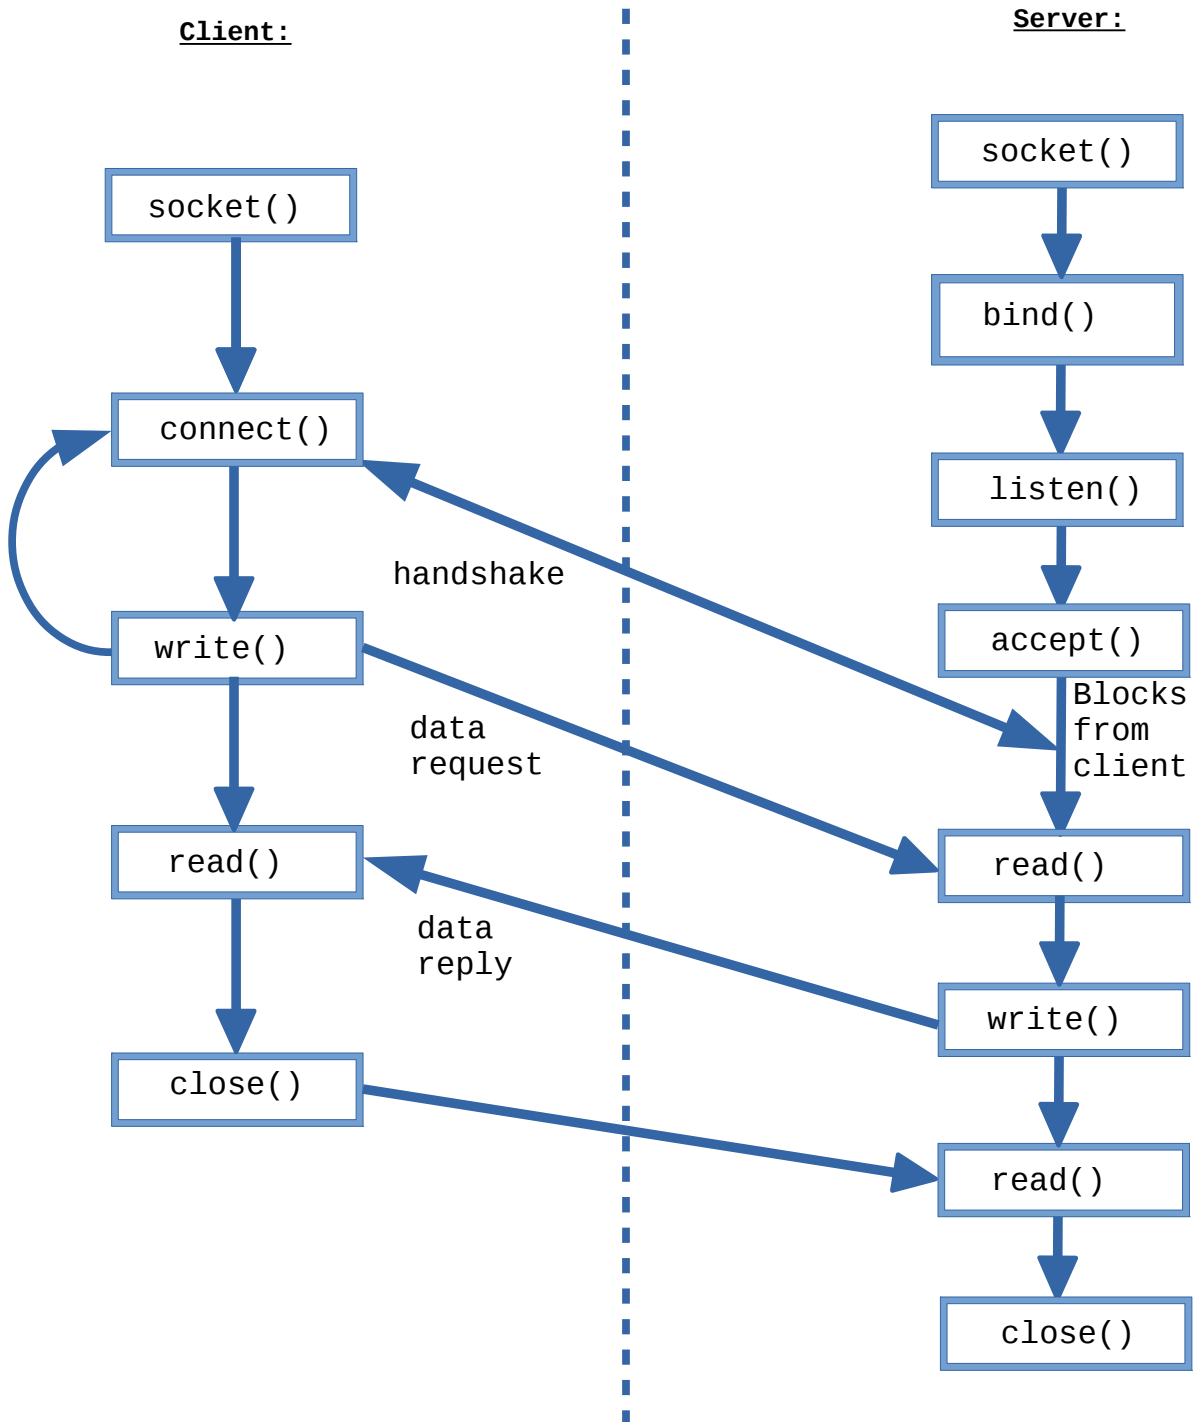 Client:
socket()
connect()
handshake
write()
data
request
read()
data
reply
close()
Server:
socket()
bind()
listen()
accept()
Blocks
from
client
read()
write()
read()
close()